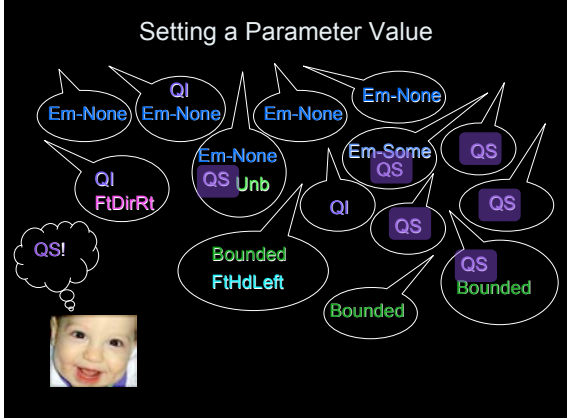 Setting a Parameter Value
Em-None
QI
Em-None
Em-None
Em-None
Em-None
QS Unb
Em-Some
QS
QS
QI
FtDirRt
QI
QS
QS
QS!
Bounded
FtHdLeft
Bounded
QS
Bounded